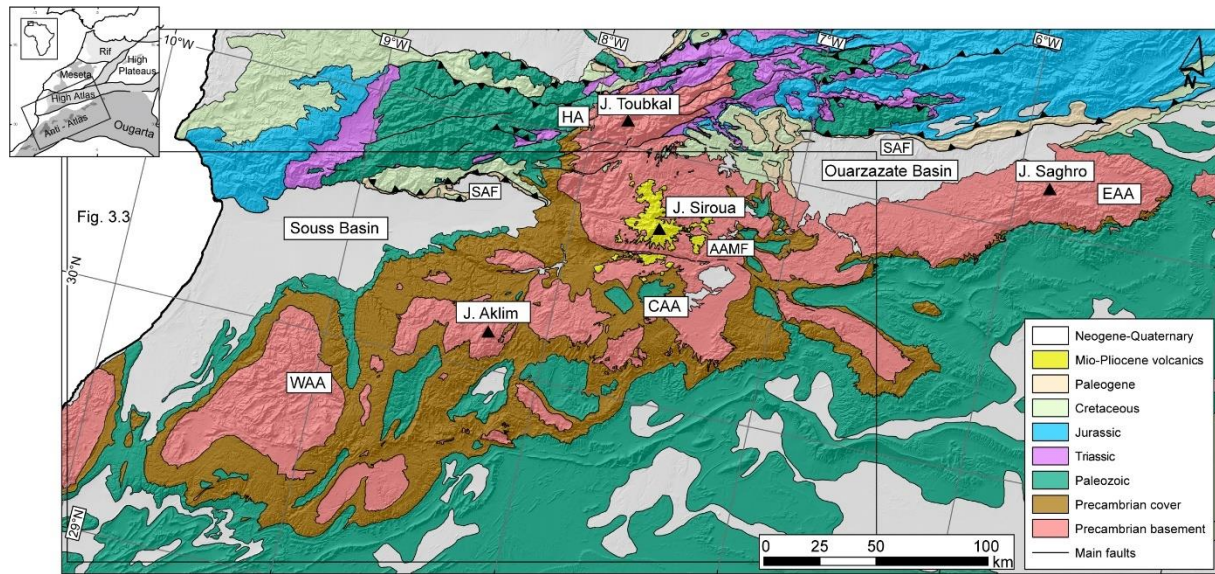 Rif
Meseta
High
Plateaus
High Atlas
Anti - Atlas
Ougarta
10°W
9°W
8°W
7°W
6°W
HA
J. Toubkal
SAF
SAF
Ouarzazate Basin
J. Saghro
EAA
Fig. 3.3
Souss Basin
J. Siroua
AAMF
30°N
J. Aklim
CAA
WAA
29°N
Neogene-Quaternary
Mio-Pliocene volcanics
Paleogene
Cretaceous
Jurassic
Triassic
Paleozoic
Precambrian cover
Precambrian basement
Main faults
0 25 50 100
km